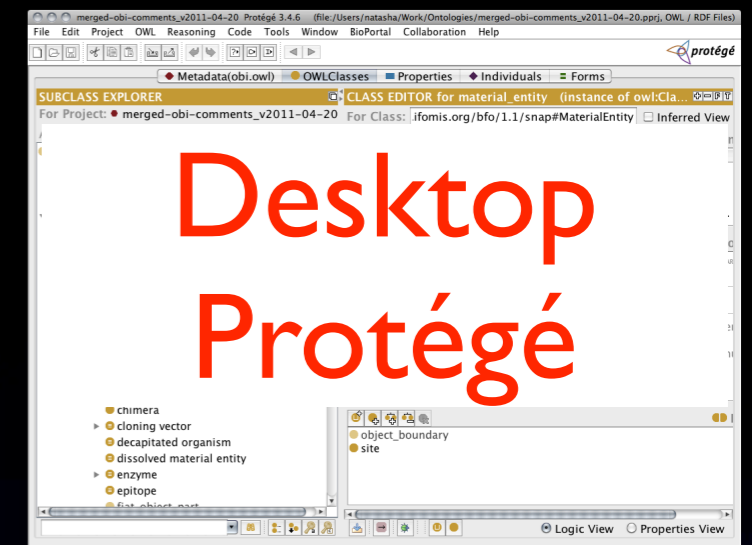 merged-obi-comments_v2011-04-20 Protégé 3.4.6 (file:/Users/natasha/Work/Ontologies/merged-obi-comments_v2011-04-20.pprj, OWL / RDF Files)
File Edit Project OWL Reasoning Code Tools Window BioPortal Collaboration Help
protégé
Metadata(obi.owl) OWLClasses Properties Individuals Forms
SUBCLASS EXPLORER CLASS EDITOR for material_entity (instance of owl:Cla...
For Project: merged-obi-comments_v2011-04-20 For Class: .ifomis.org/bfo/1.1/snap#MaterialEntity Inferred View
Desktop
Protégé
chimera
cloning vector
decapitated organism
dissolved material entity
enzyme
epitope
fiat_object_part
object_boundary
site
Logic View Properties View